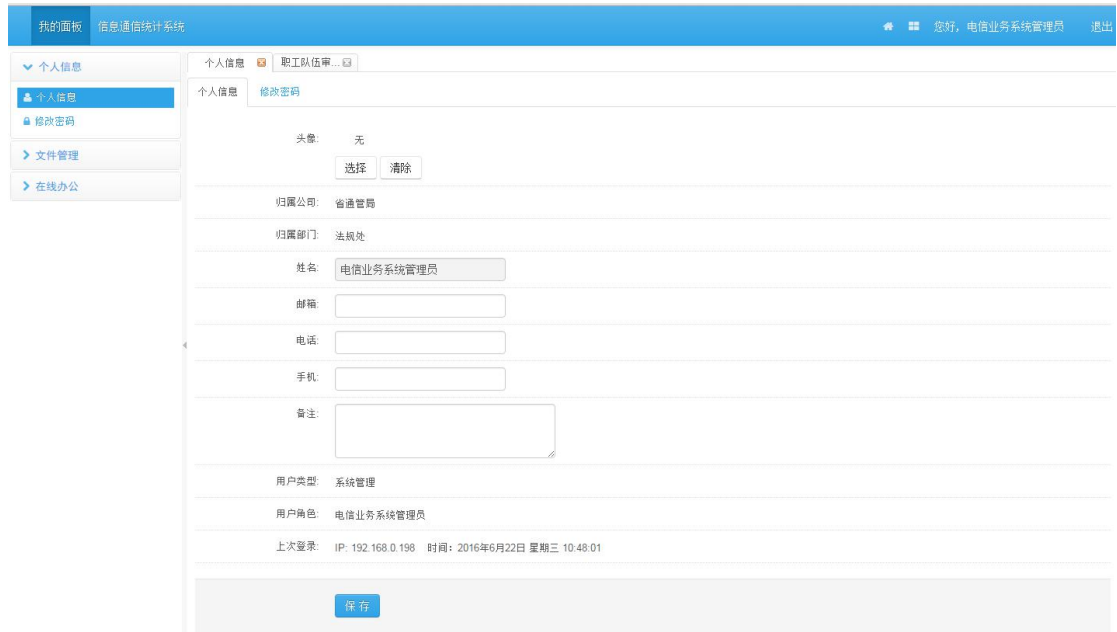 我的面板 信息通信统计系统 您好，电信业务系统管理员 退出
个人信息
个人信息
修改密码
文件管理
在线办公
个人信息 职工队伍审...
个人信息 修改密码
头像: 无
选择 清除
归属公司: 省通管局
归属部门: 法规处
姓名: 电信业务系统管理员
邮箱:
电话:
手机:
备注:
用户类型: 系统管理
用户角色: 电信业务系统管理员
上次登录: IP: 192.168.0.198 时间：2016年6月22日 星期三 10:48:01
保存